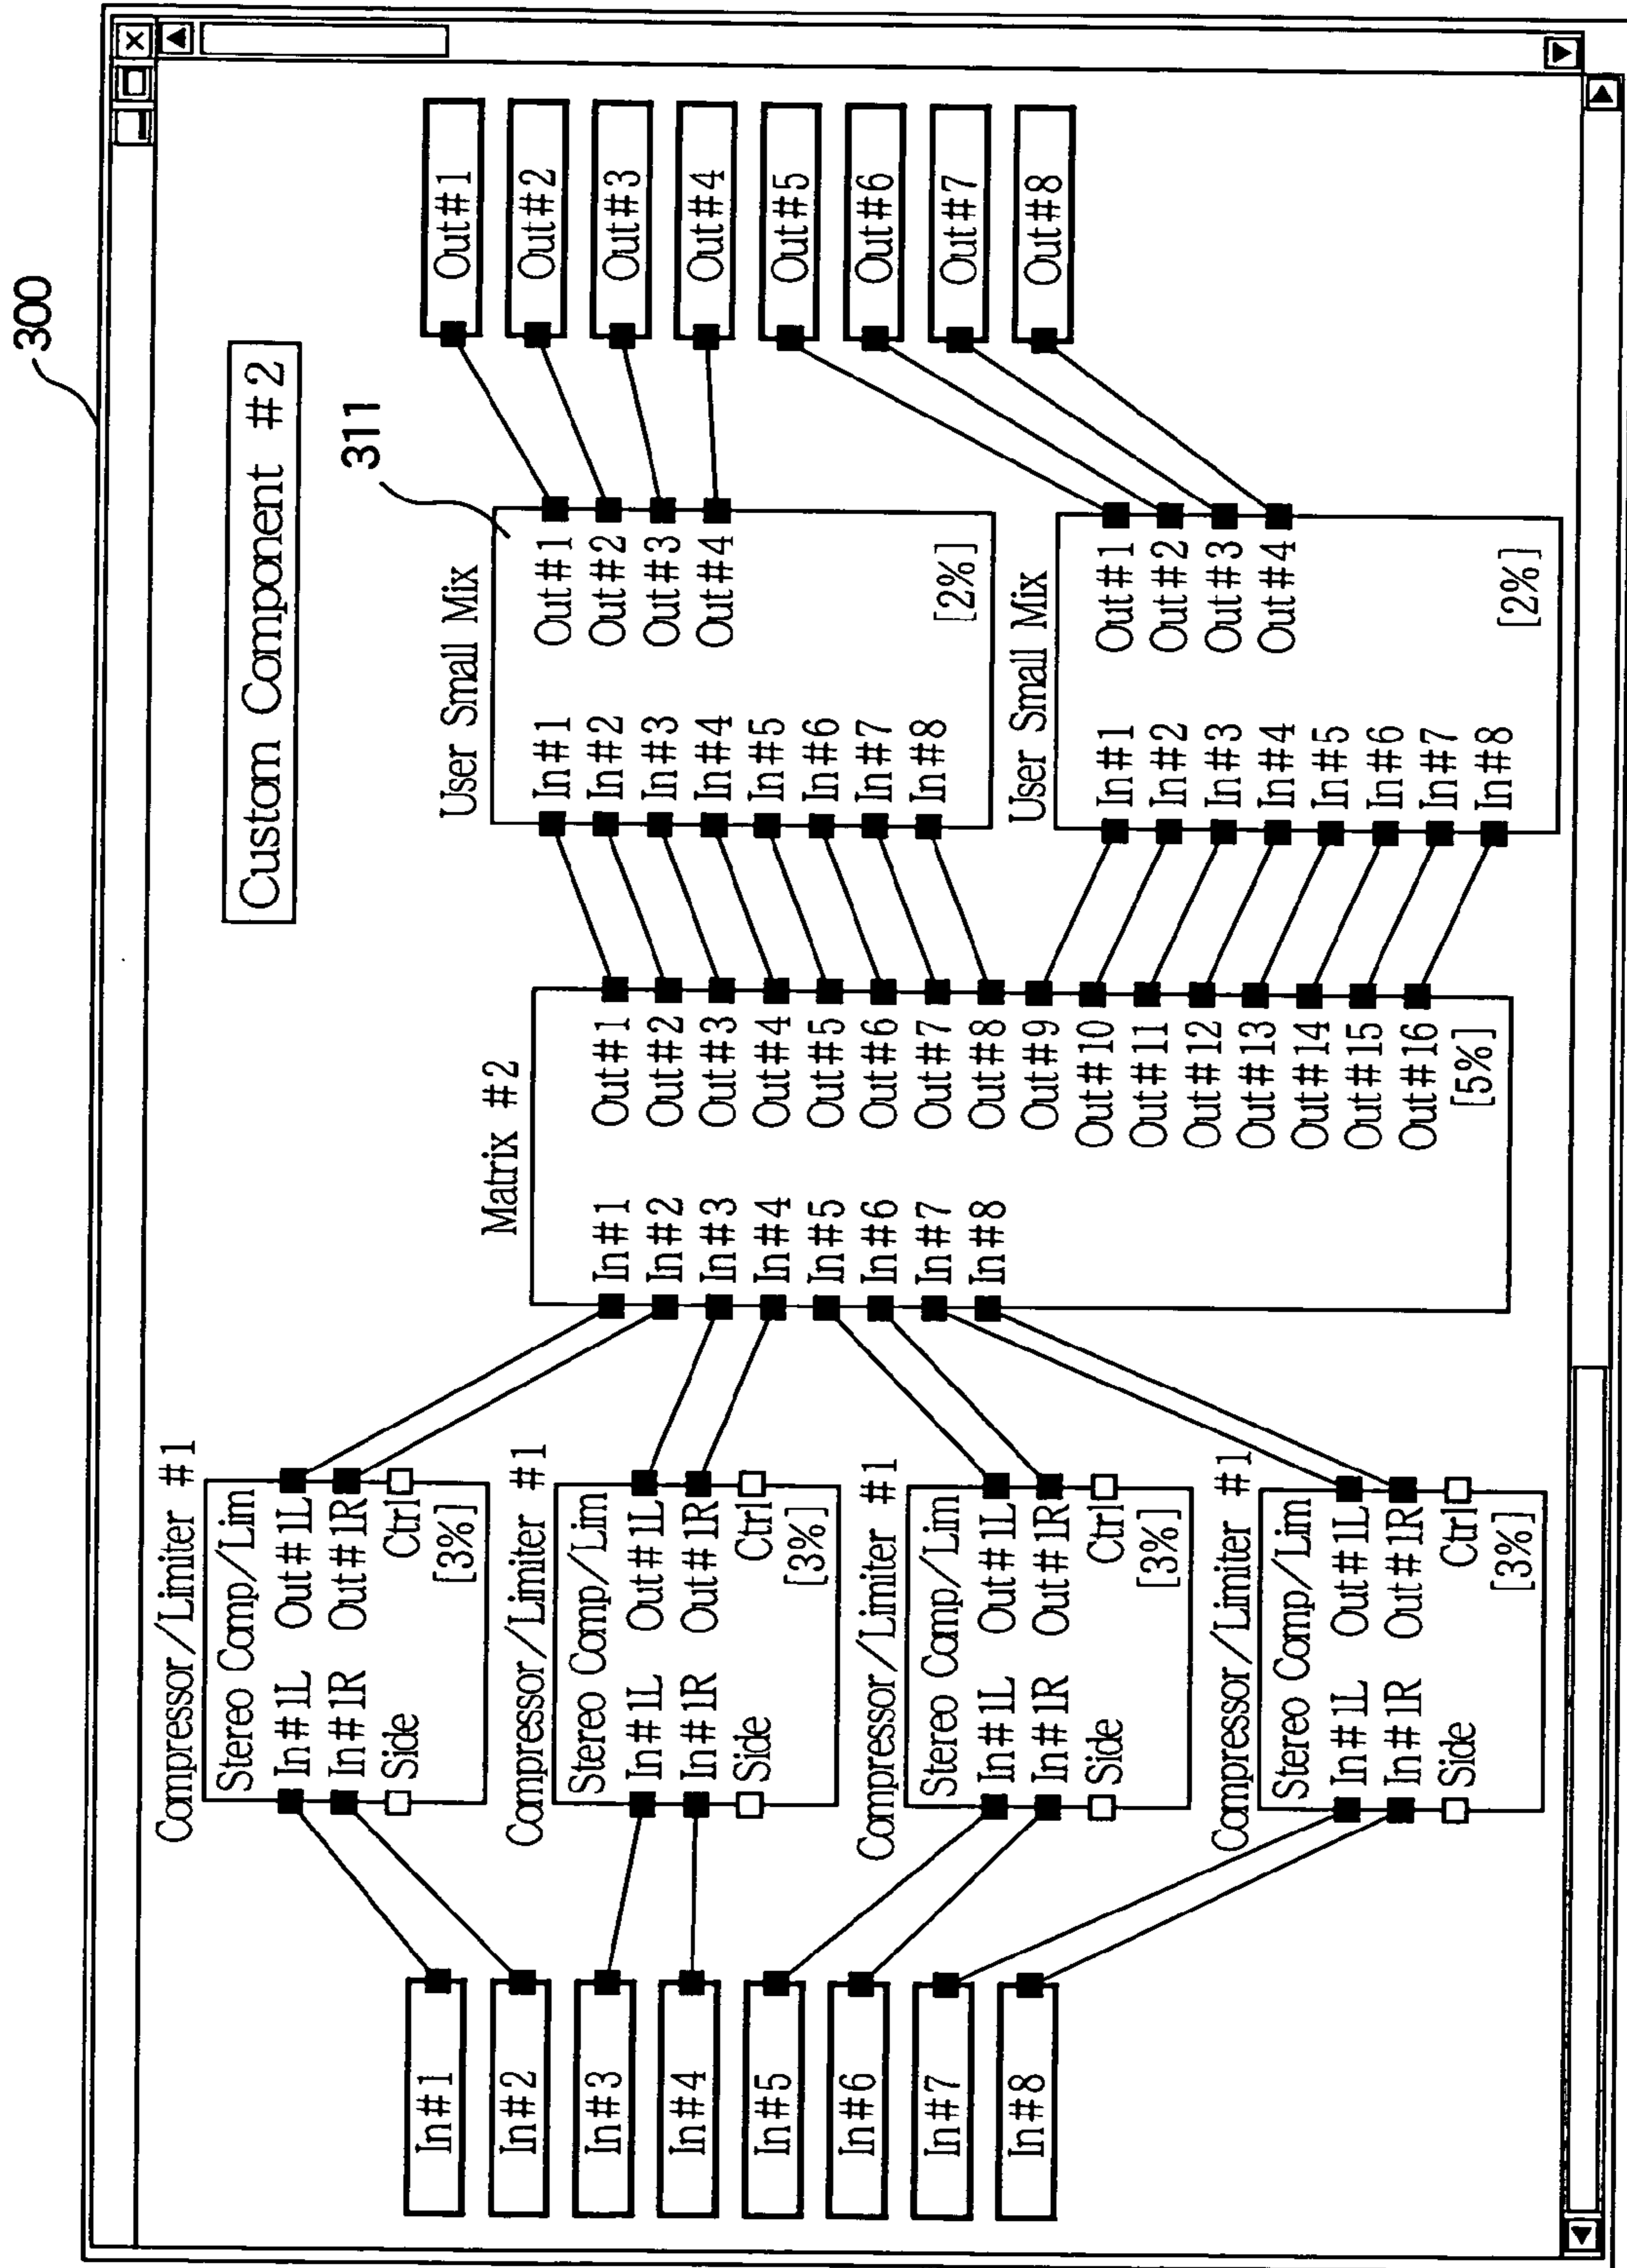 300
Custom Component #2
In#1
In#2
In#3
In#4
In#5
In#6
In#7
In#8
Compressor/Limiter #1
Stereo Comp/Lim
In#1L Out#1L
In#1R Out#1R
Side Ctrl
[3%]
Compressor/Limiter #1
Stereo Comp/Lim
In#1L Out#1L
In#1R Out#1R
Side Ctrl
[3%]
Compressor/Limiter #1
Stereo Comp/Lim
In#1L Out#1L
In#1R Out#1R
Side Ctrl
[3%]
Compressor/Limiter #1
Stereo Comp/Lim
In#1L Out#1L
In#1R Out#1R
Side Ctrl
[3%]
Matrix #2
In#1 Out#1
In#2 Out#2
In#3 Out#3
In#4 Out#4
In#5 Out#5
In#6 Out#6
In#7 Out#7
In#8 Out#8
Out#9
Out#10
Out#11
Out#12
Out#13
Out#14
Out#15
Out#16
[5%]
311
User Small Mix
In#1 Out#1
In#2 Out#2
In#3 Out#3
In#4 Out#4
In#5
In#6
In#7
In#8
[2%]
User Small Mix
In#1 Out#1
In#2 Out#2
In#3 Out#3
In#4 Out#4
In#5
In#6
In#7
In#8
[2%]
Out#1
Out#2
Out#3
Out#4
Out#5
Out#6
Out#7
Out#8